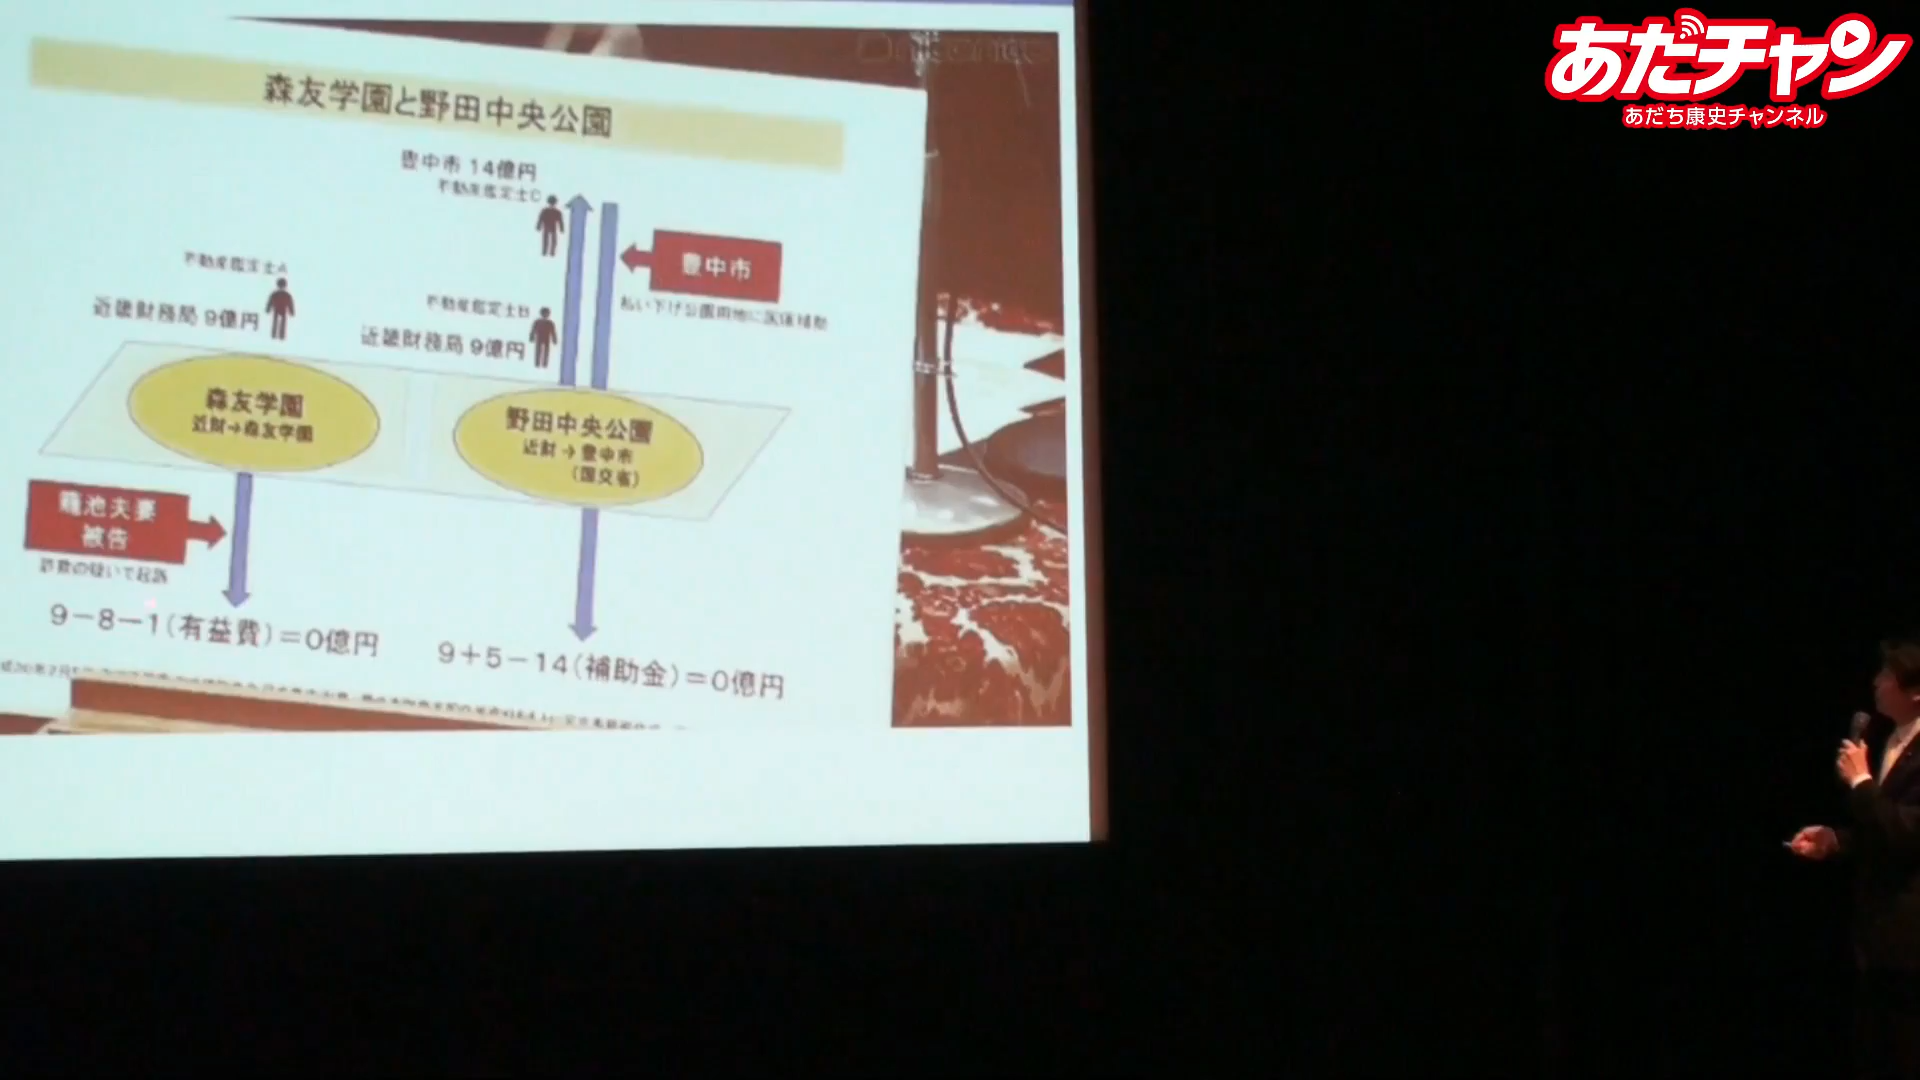 あだチャン
あだち康史チャンネル
森友学園と野田中央公園
豊中市 14億円
不動産鑑定士C
豊中市
払い下げ公園用地に国庫補助
不動産鑑定士A
近畿財務局 9億円
不動産鑑定士B
近畿財務局 9億円
森友学園
近財→森友学園
野田中央公園
近財→豊中市
(国交省)
籠池夫妻
被告
詐欺の疑いで起訴
9-8-1(有益費)=0億円
9+5-14(補助金)=0億円